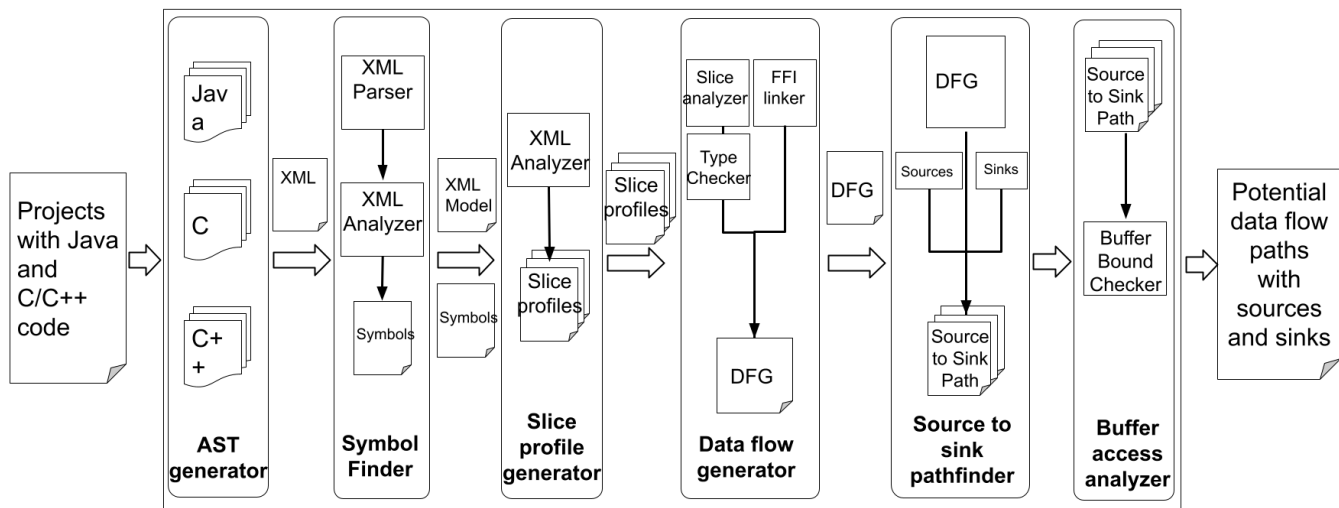 Projects
with Java
and
C/C++
code
Jav
a
C
C+
+
AST
generator
XML
XML
Parser
XML
Analyzer
Symbols
Symbol
Finder
XML
Model
Symbols
XML
Analyzer
Slice
profiles
Slice
profile
generator
Slice
profiles
Slice
analyzer
FFI
linker
Type
Checker
DFG
Data flow
generator
DFG
DFG
Sources
Sinks
Source
to Sink
Path
Source to
sink
pathfinder
Source
to Sink
Path
Buffer
Bound
Checker
Buffer
access
analyzer
Potential
data flow
paths
with
sources
and sinks